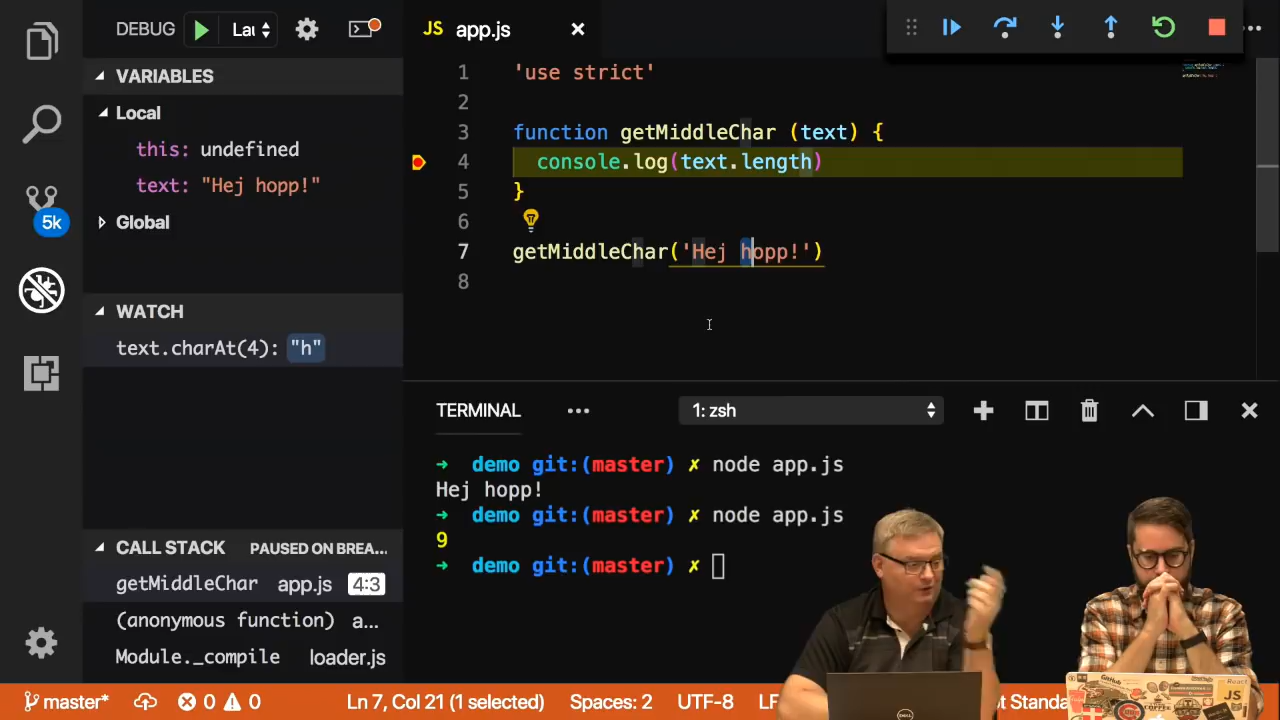 DEBUG
Lau
JS app.js
VARIABLES
Local
this: undefined
text: "Hej hopp!"
Global
5k
WATCH
text.charAt(4): "h"
CALL STACK PAUSED ON BREA...
getMiddleChar app.js 4:3
(anonymous function) a...
Module._compile loader.js
1 'use strict'
2
3 function getMiddleChar (text) {
4 console.log(text.length)
5 }
6
7 getMiddleChar('Hej hopp!')
8
TERMINAL ... 1: zsh
➜ demo git:(master) ✗ node app.js
Hej hopp!
➜ demo git:(master) ✗ node app.js
9
➜ demo git:(master) ✗
master* 0 0 Ln 7, Col 21 (1 selected) Spaces: 2 UTF-8 LF t Standa
DELL
GitHub
React
JS